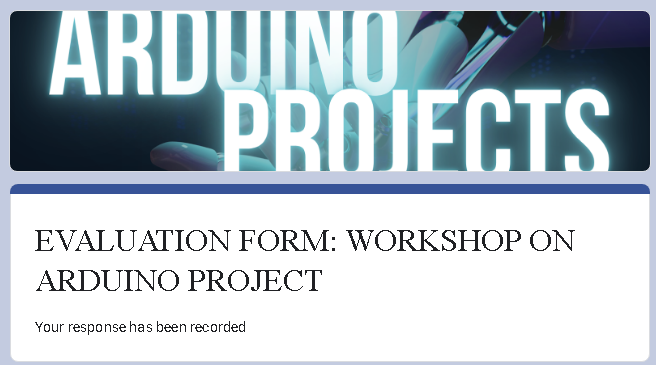 ARDUINO
PROJECTS
EVALUATION FORM: WORKSHOP ON
ARDUINO PROJECT
Your response has been recorded